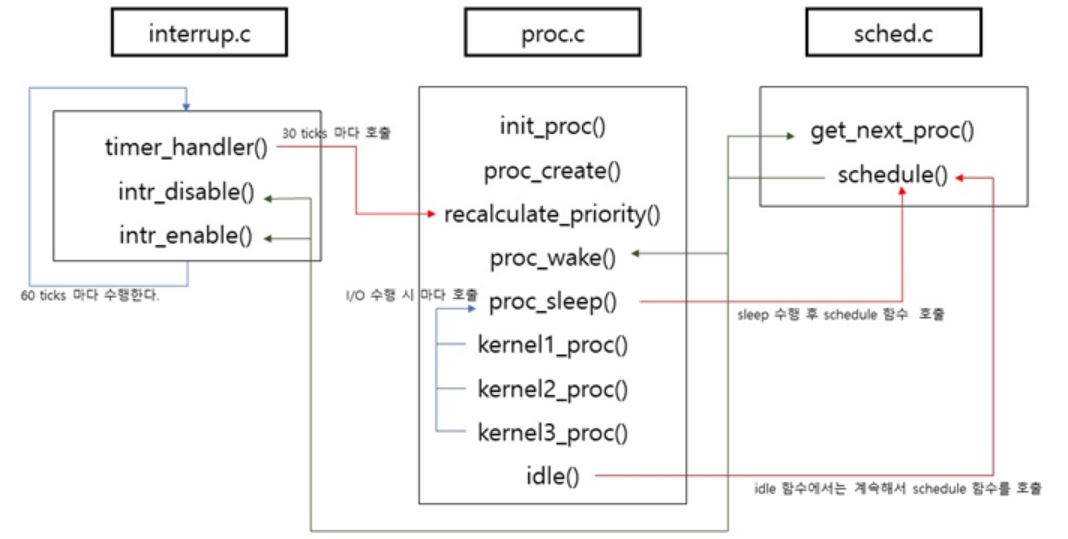 interrup.c
proc.c
sched.c
timer_handler()
intr_disable()
intr_enable()
30 ticks 마다 호출
60 ticks 마다 수행한다.
init_proc()
proc_create()
recalculate_priority()
proc_wake()
I/O 수행 시 마다 호출
proc_sleep()
kernel1_proc()
kernel2_proc()
kernel3_proc()
idle()
get_next_proc()
schedule()
sleep 수행 후 schedule 함수 호출
idle 함수에서는 계속해서 schedule 함수를 호출